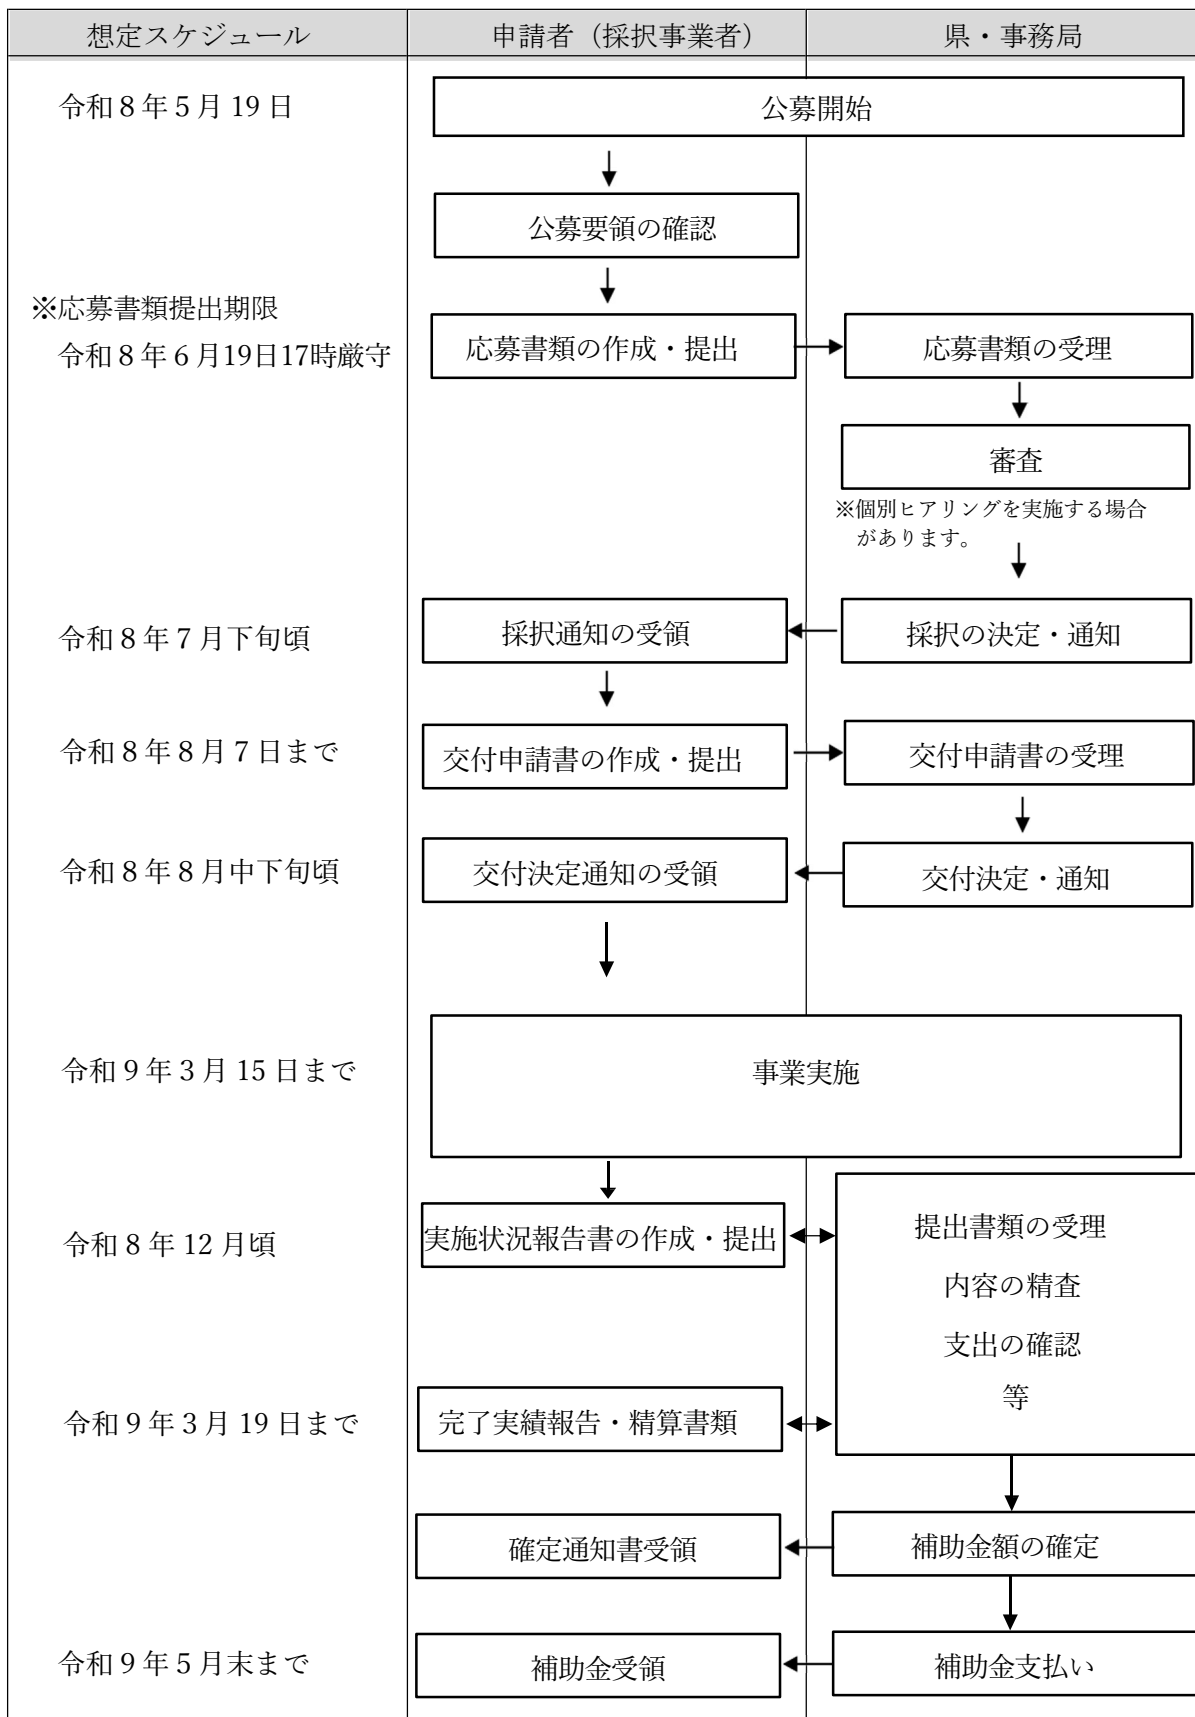 想定スケジュール
申請者（採択事業者）
県・事務局
令和８年５月 19 日
公募開始
公募要領の確認
※応募書類提出期限
令和８年６月19日17時厳守
応募書類の作成・提出
応募書類の受理
審査
※個別ヒアリングを実施する場合
があります。
令和８年７月下旬頃
採択通知の受領
採択の決定・通知
令和８年８月７日まで
交付申請書の作成・提出
交付申請書の受理
令和８年８月中下旬頃
交付決定通知の受領
交付決定・通知
令和９年３月 15 日まで
事業実施
令和８年 12 月頃
実施状況報告書の作成・提出
提出書類の受理
内容の精査
支出の確認
等
令和９年３月 19 日まで
完了実績報告・精算書類
確定通知書受領
補助金額の確定
令和９年５月末まで
補助金受領
補助金支払い